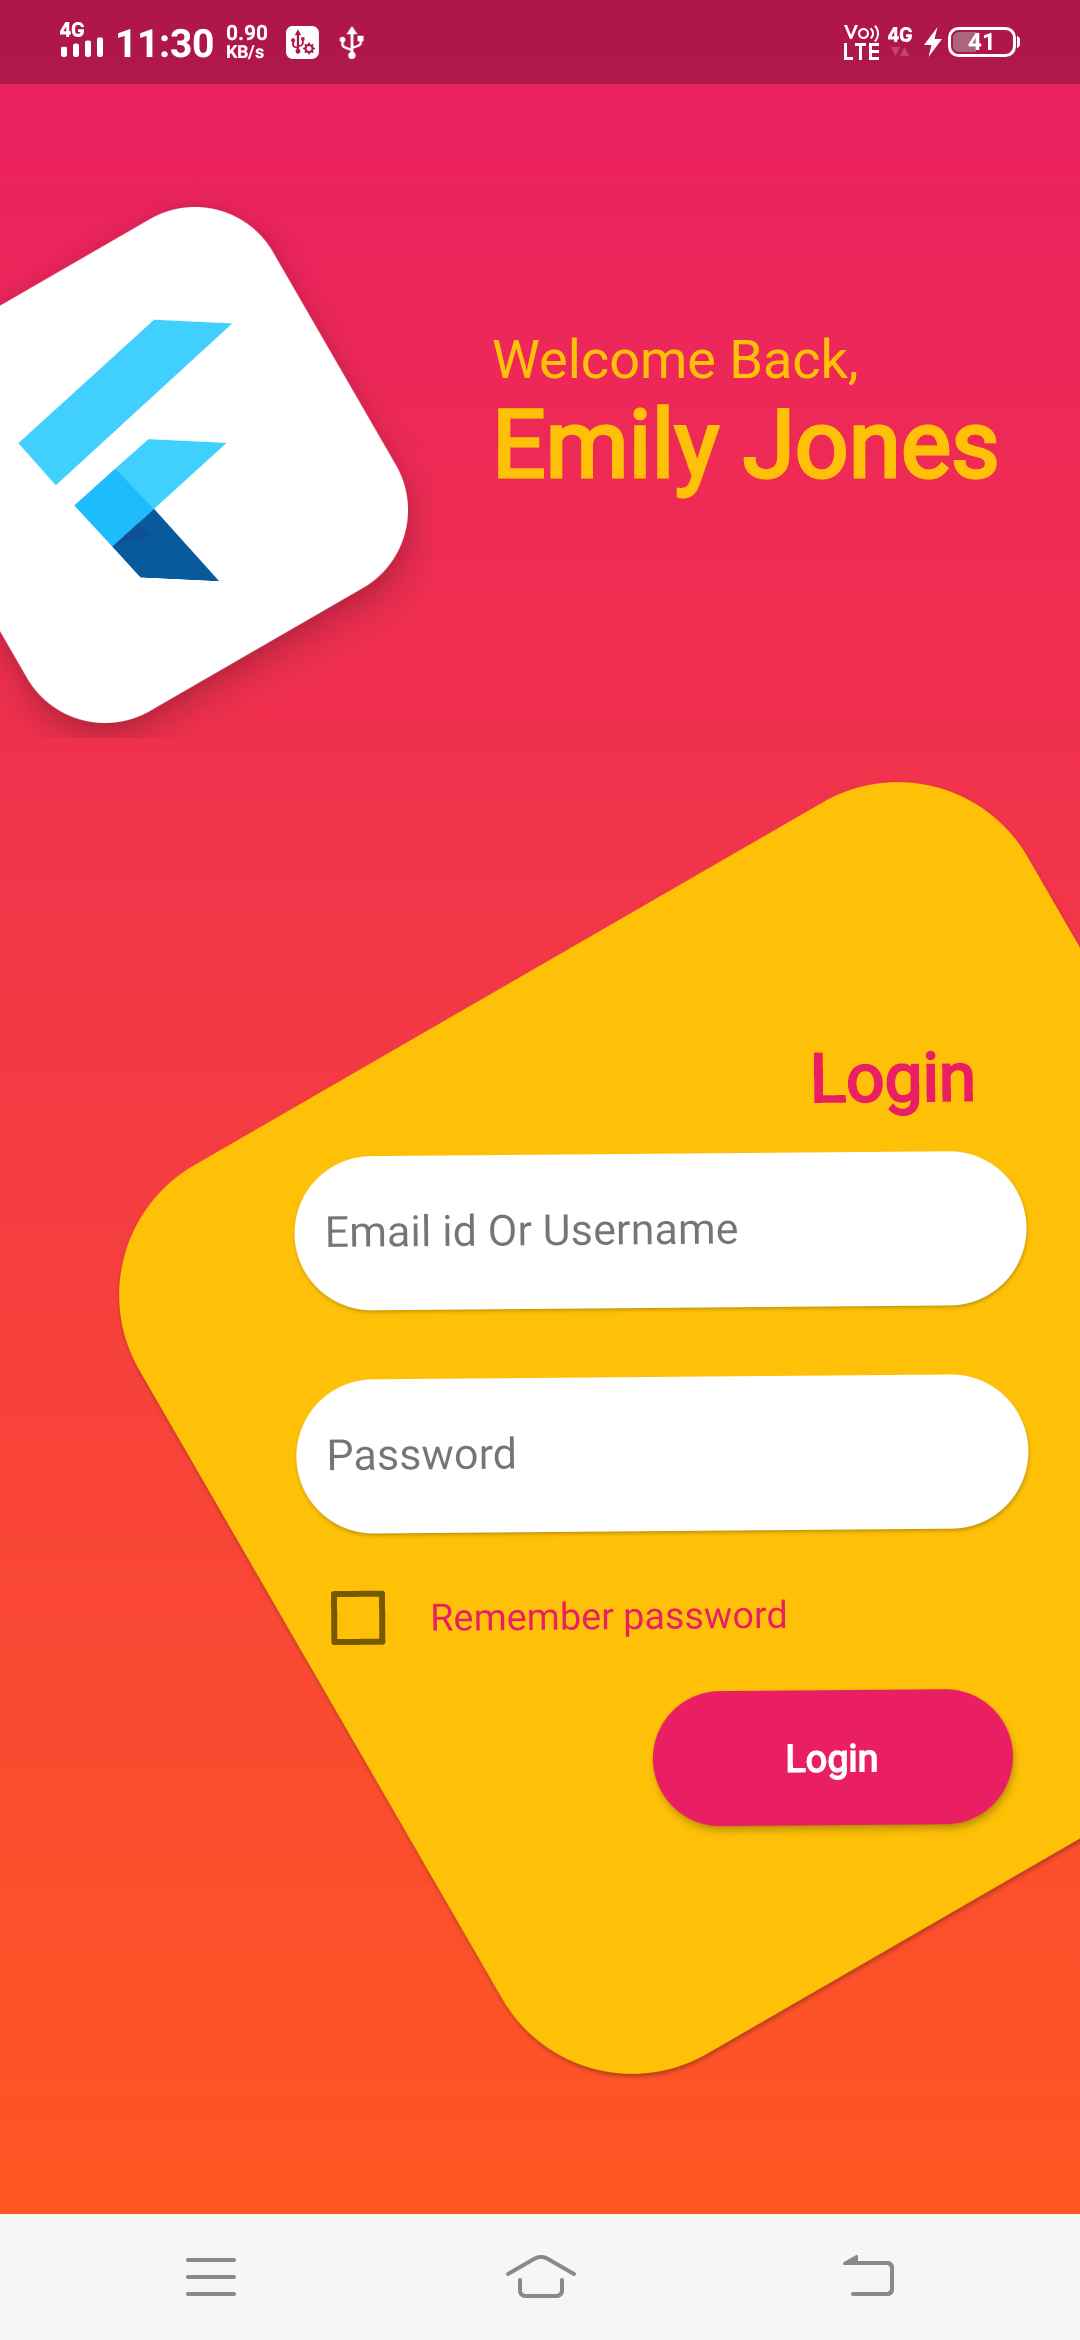 4G 11:30 0.90 KB/s Vo)) LTE 4G 41
Welcome Back,
Emily Jones
Login
Email id Or Username
Password
Remember password
Login